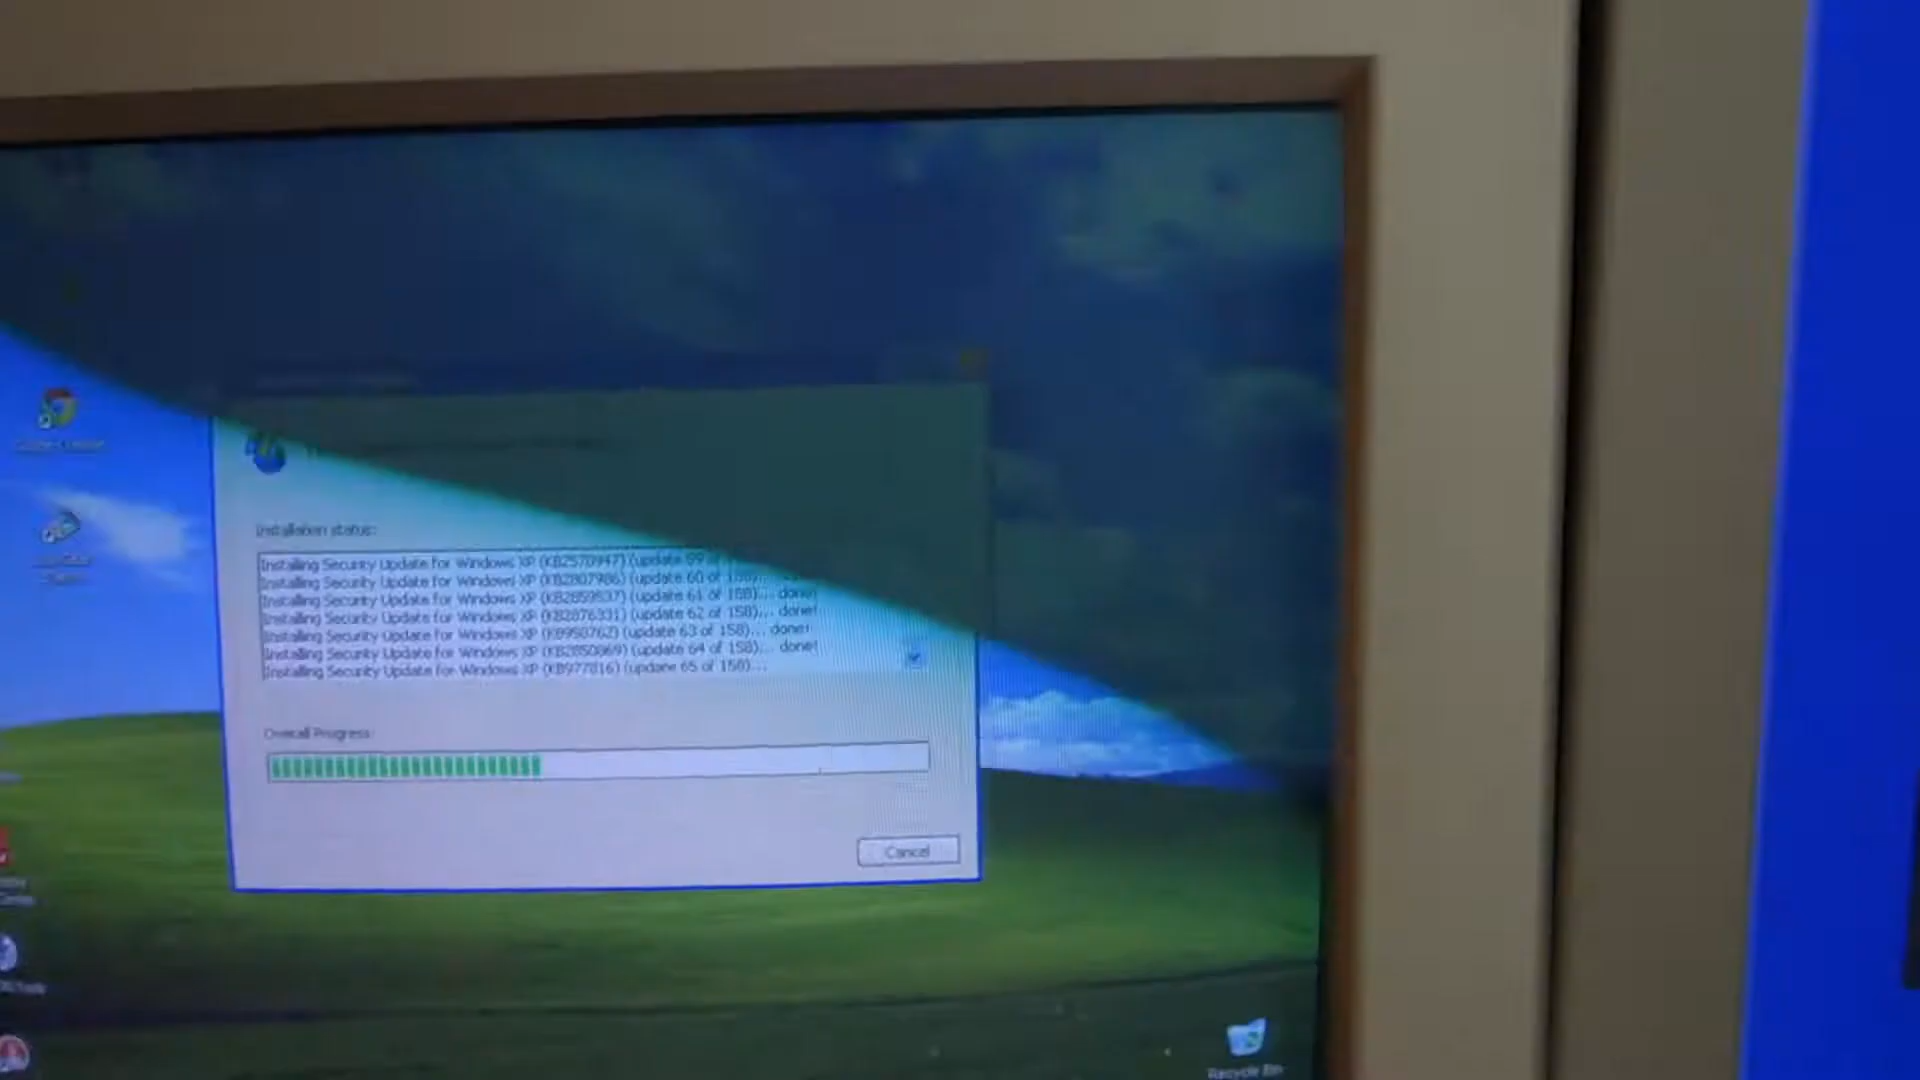 Installation status:
Installing Security Update for Windows XP (KB2570947) (update 59 of
Installing Security Update for Windows XP (KB2807986) (update 60 of 158)...
Installing Security Update for Windows XP (KB2859537) (update 61 of 158)... done!
Installing Security Update for Windows XP (KB2876331) (update 62 of 158)... done!
Installing Security Update for Windows XP (KB950762) (update 63 of 158)... done!
Installing Security Update for Windows XP (KB2850869) (update 64 of 158)... done!
Installing Security Update for Windows XP (KB977816) (update 65 of 158)...
Overall Progress:
Cancel
Recycle Bin